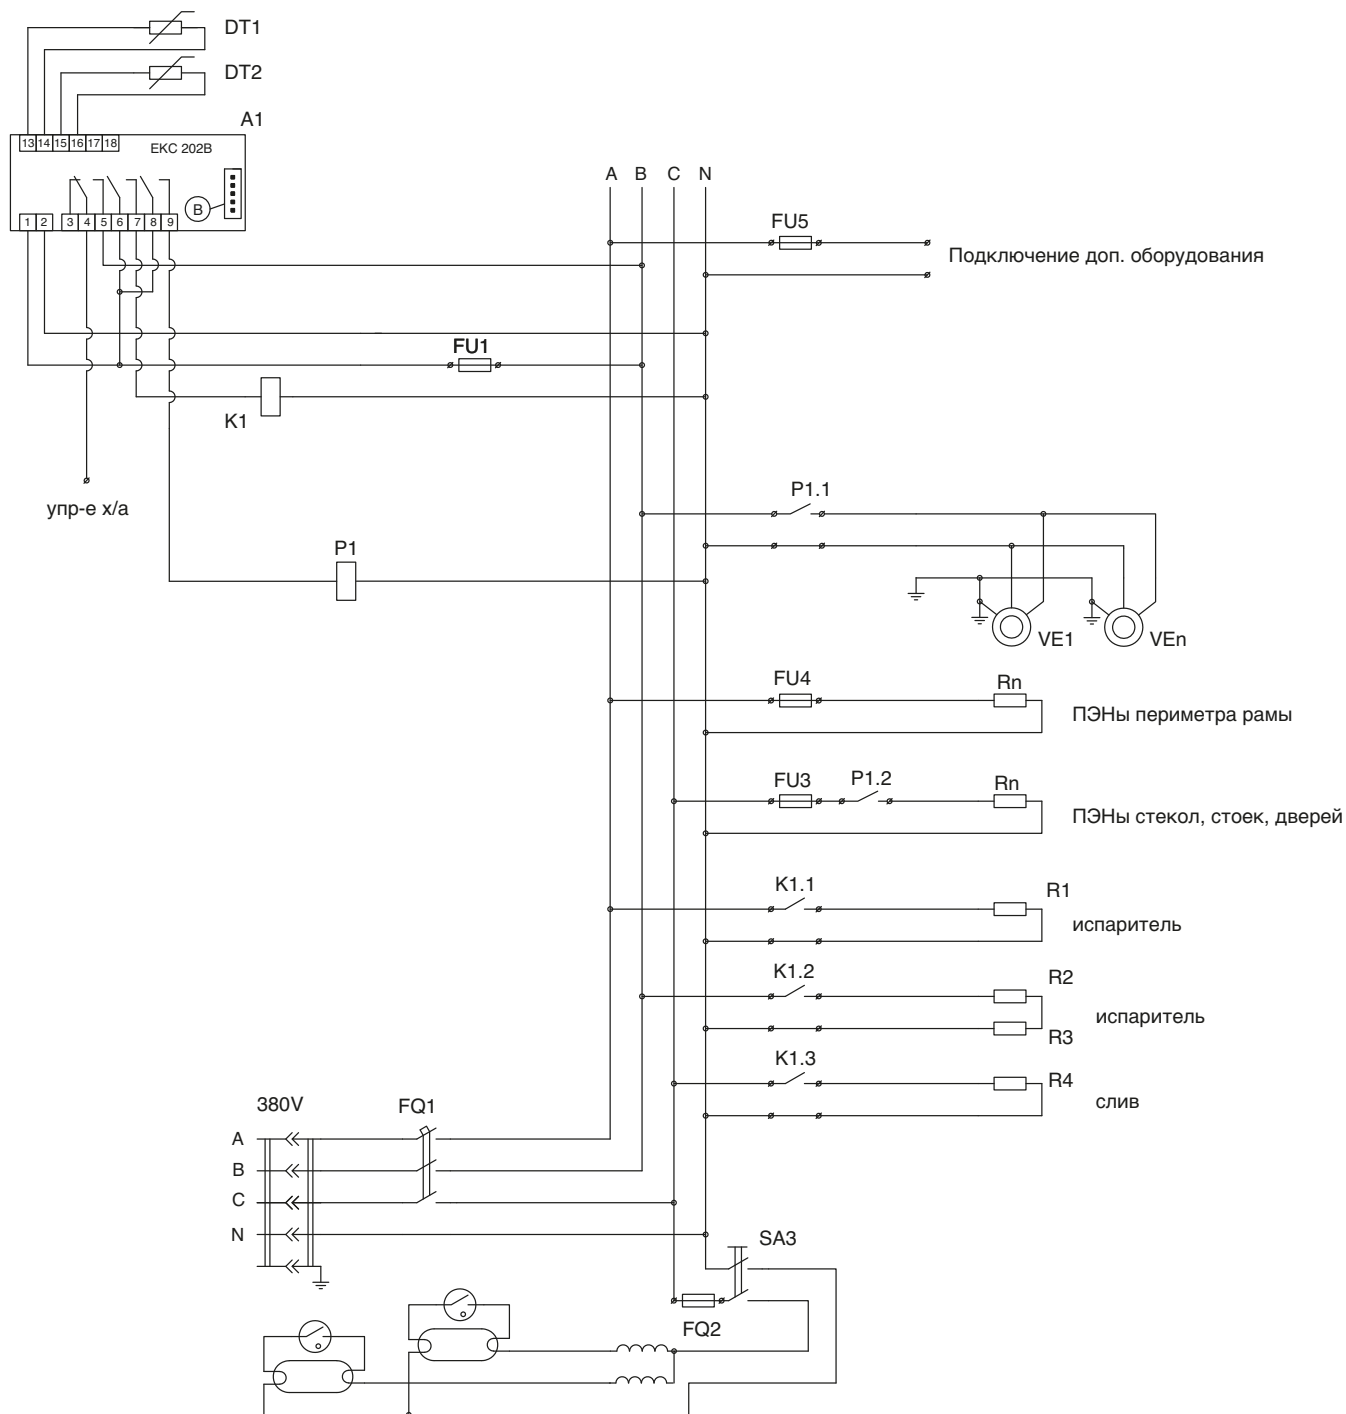 DT1
DT2
A1
13 14 15 16 17 18
EKC 202B
B
1 2 3 4 5 6 7 8 9
A B C N
FU5
Подключение доп. оборудования
FU1
K1
упр-е х/а
P1.1
P1
VE1
VEn
FU4
Rn
ПЭНы периметра рамы
FU3
P1.2
Rn
ПЭНы стекол, стоек, дверей
K1.1
R1
испаритель
K1.2
R2
испаритель
R3
K1.3
R4
слив
380V
FQ1
A
B
C
N
SA3
FQ2